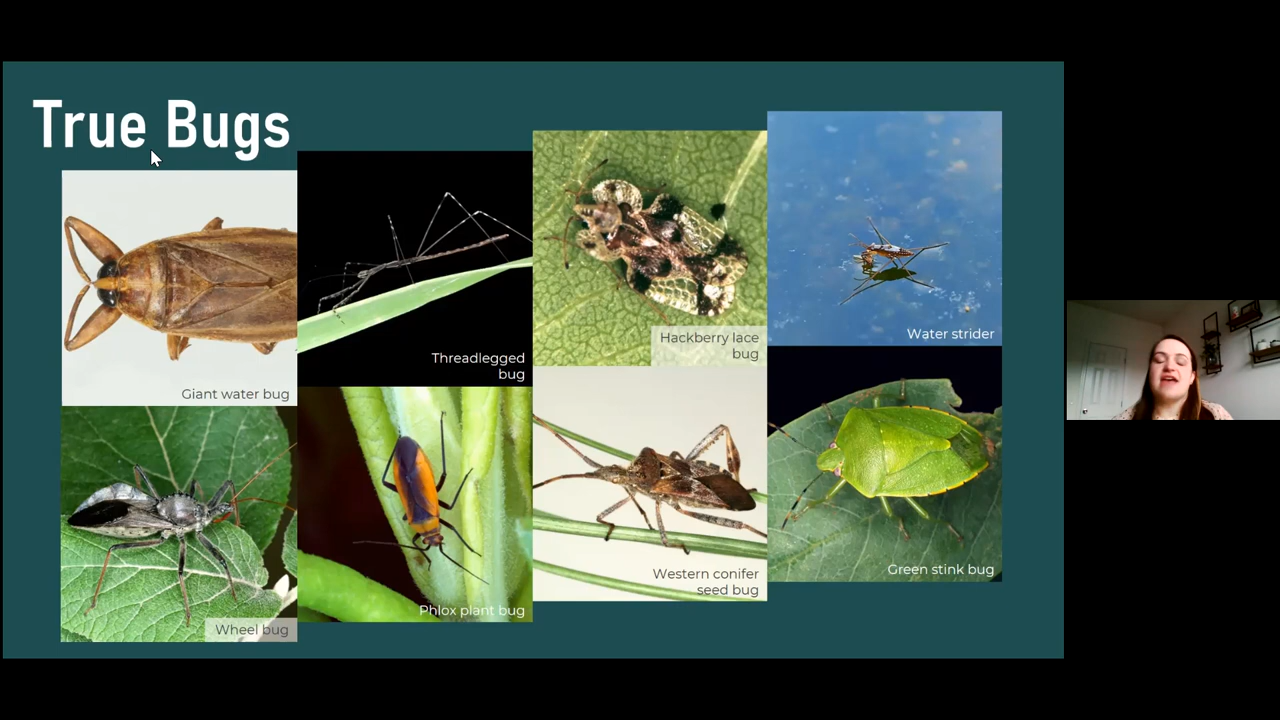 True Bugs
Giant water bug
Threadlegged
bug
Hackberry lace
bug
Water strider
Wheel bug
Phlox plant bug
Western conifer
seed bug
Green stink bug